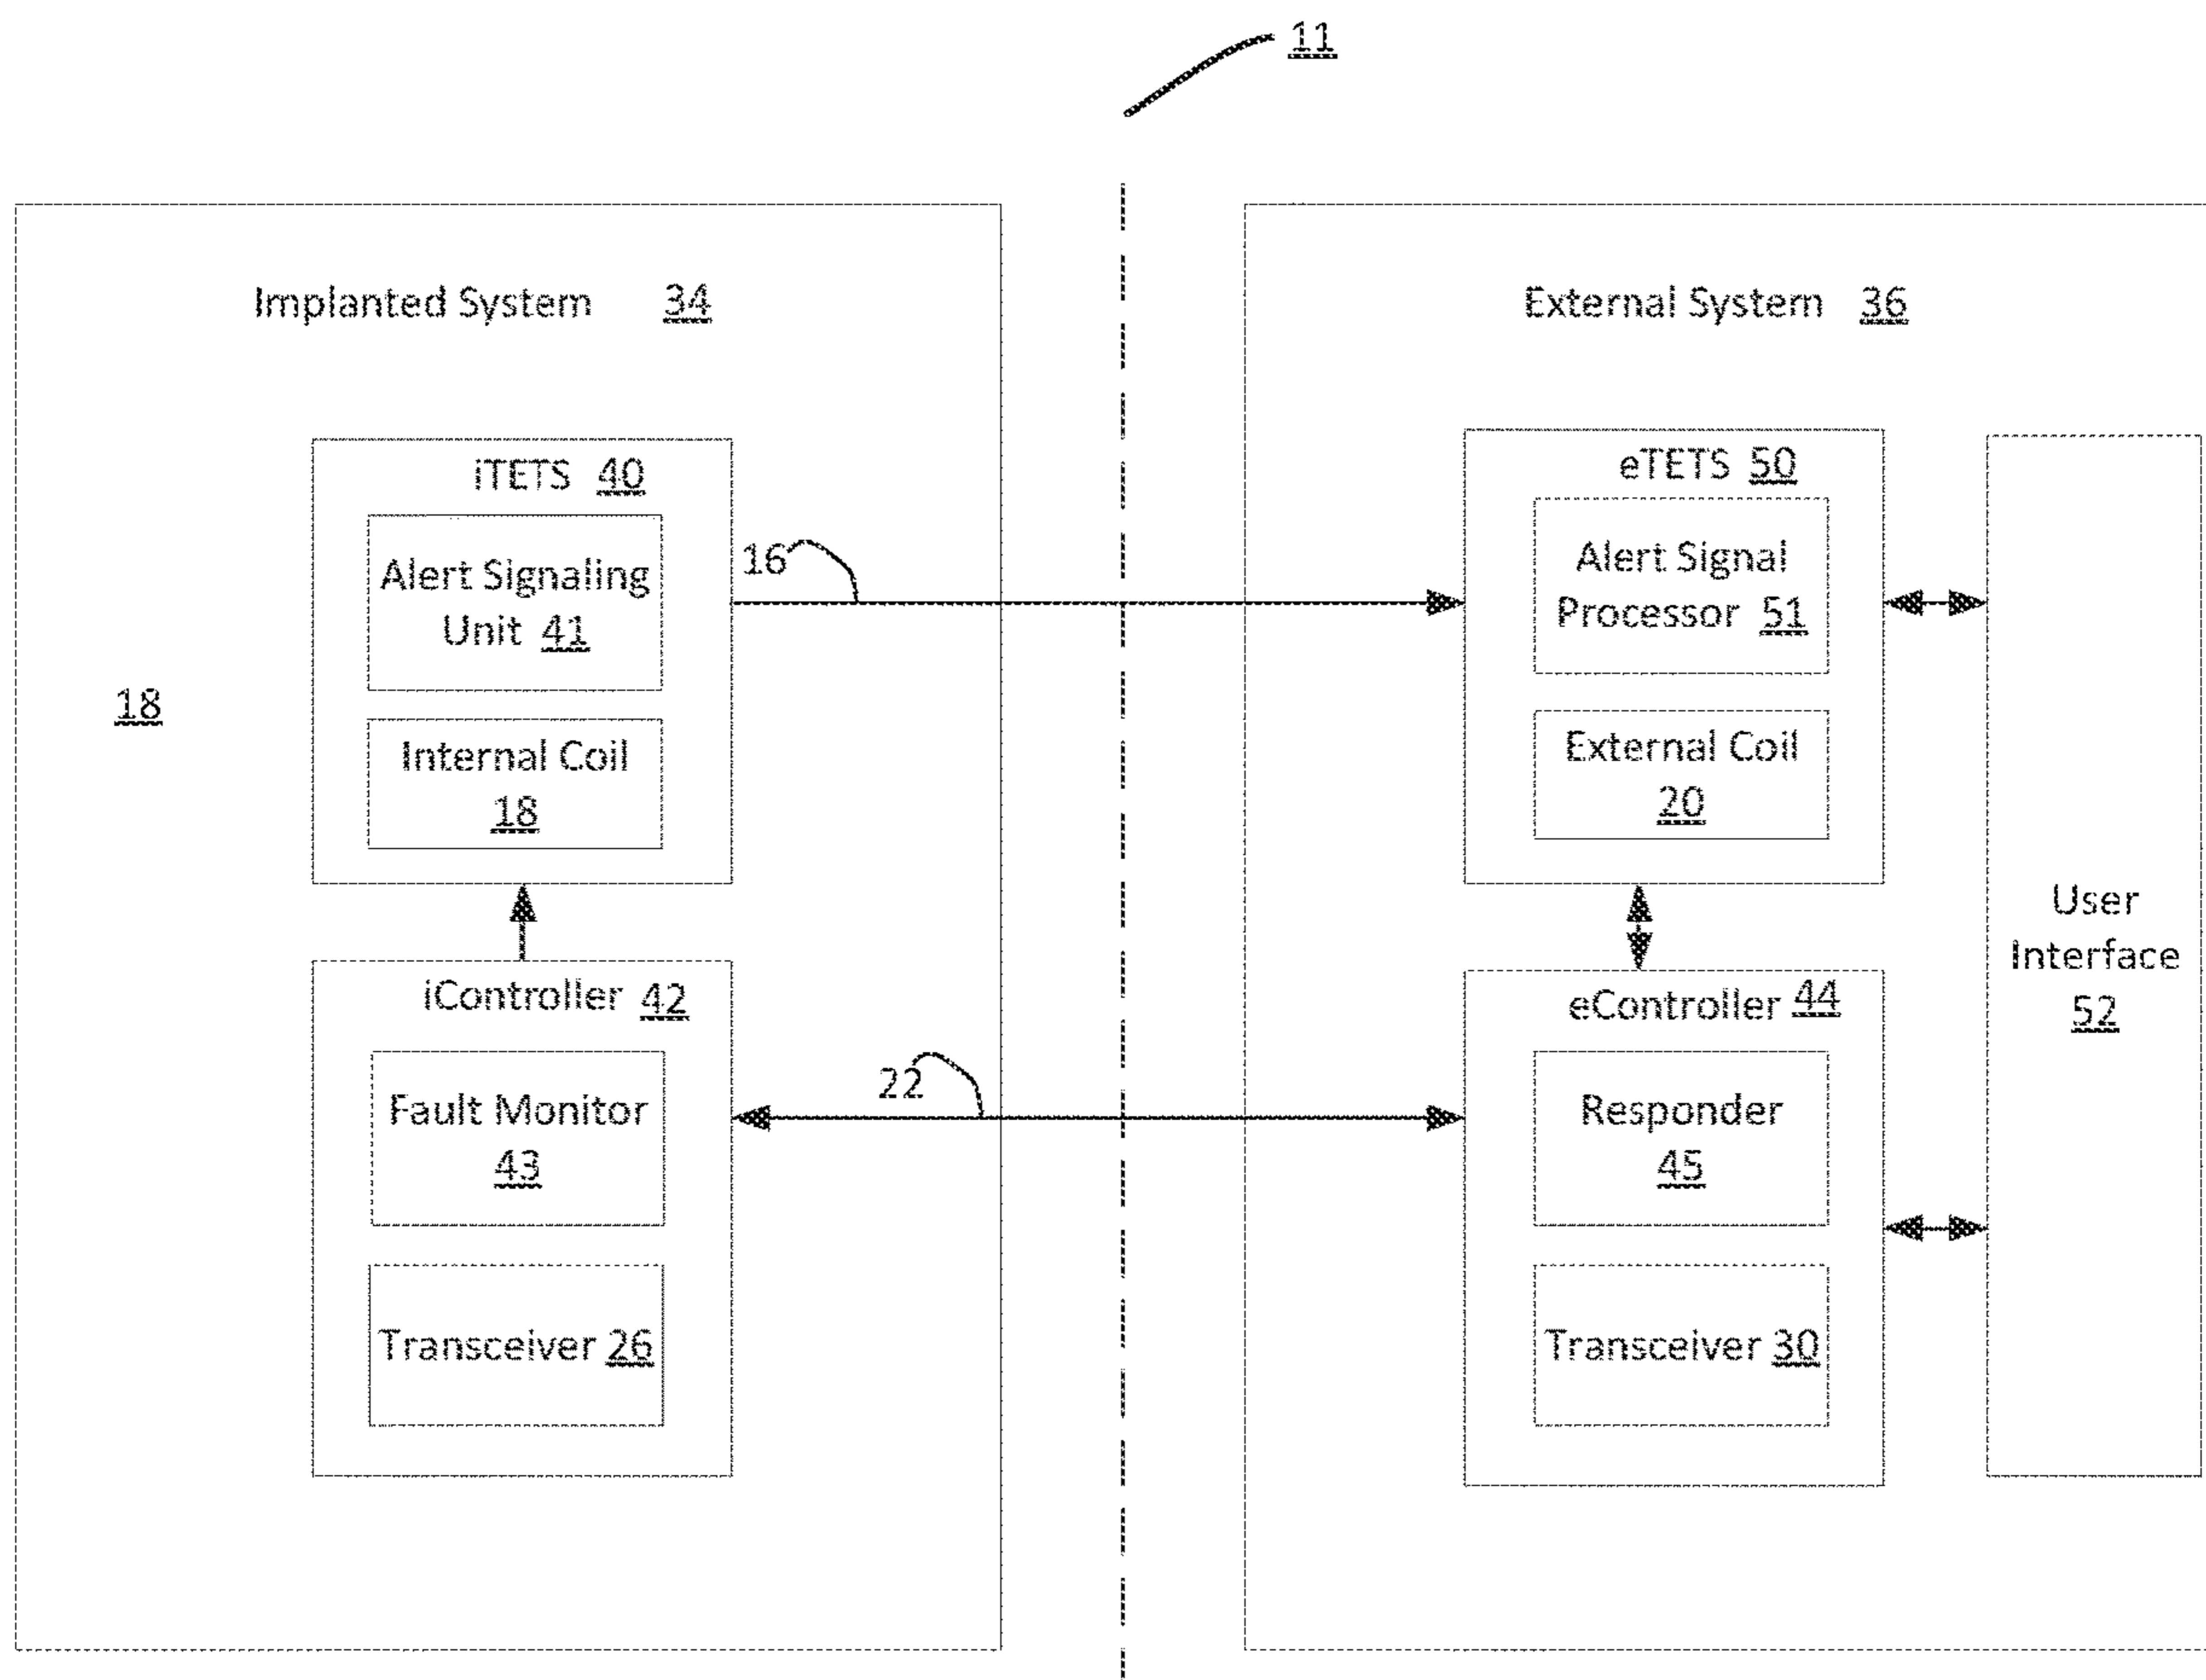 11
Implanted System 34
External System 36
iTETS 40
Alert Signaling
Unit 41
Internal Coil
18
18
16
eTETS 50
Alert Signal
Processor 51
External Coil
20
iController 42
Fault Monitor
43
Transceiver 26
22
eController 44
Responder
45
Transceiver 30
User
Interface
52